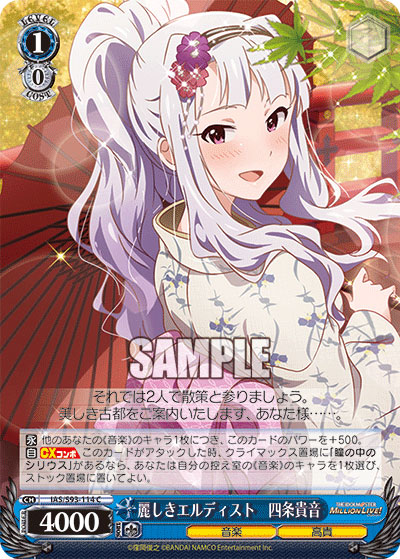 LEVEL
1
0
COST
SAMPLE
それでは2人で散策と参りましょう。
美しき古都をご案内いたします、あなた様……。
永 他のあなたの《音楽》のキャラ1枚につき、このカードのパワーを+500。
自 CXコンボ このカードがアタックした時、クライマックス置場に「瞳の中の
シリウス」があるなら、あなたは自分の控え室の《音楽》のキャラを1枚選び、
ストック置場に置いてよい。
CH IAS/S93-114 C
POWER
4000
麗しきエルディスト 四条貴音
THE IDOLM@STER
MILLION LIVE!
音楽
高貴
©窪岡俊之 ©BANDAI NAMCO Entertainment Inc.